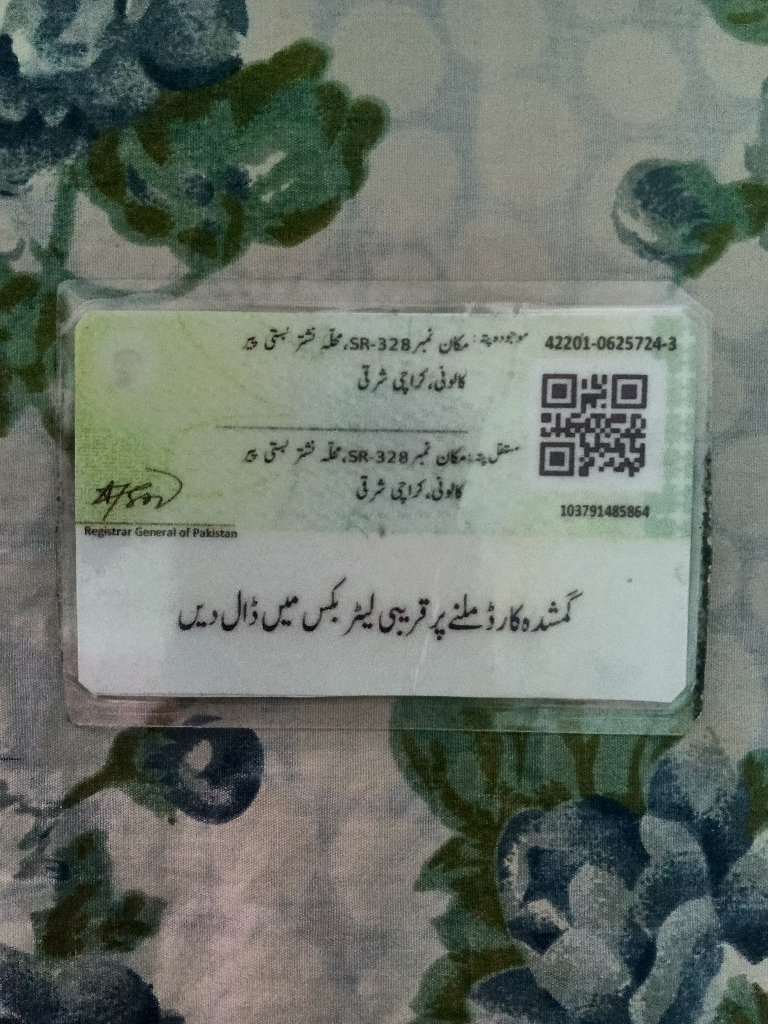 42201-0625724-3
موجودہ پتہ: مکان نمبر SR-328، محلّہ نشتر بستی پیر
کالونی، کراچی شرقی
مستقل پتہ: مکان نمبر SR-328، محلّہ نشتر بستی پیر
کالونی، کراچی شرقی
103791485864
Registrar General of Pakistan
گمشدہ کارڈ ملنے پر قریبی لیٹر بکس میں ڈال دیں